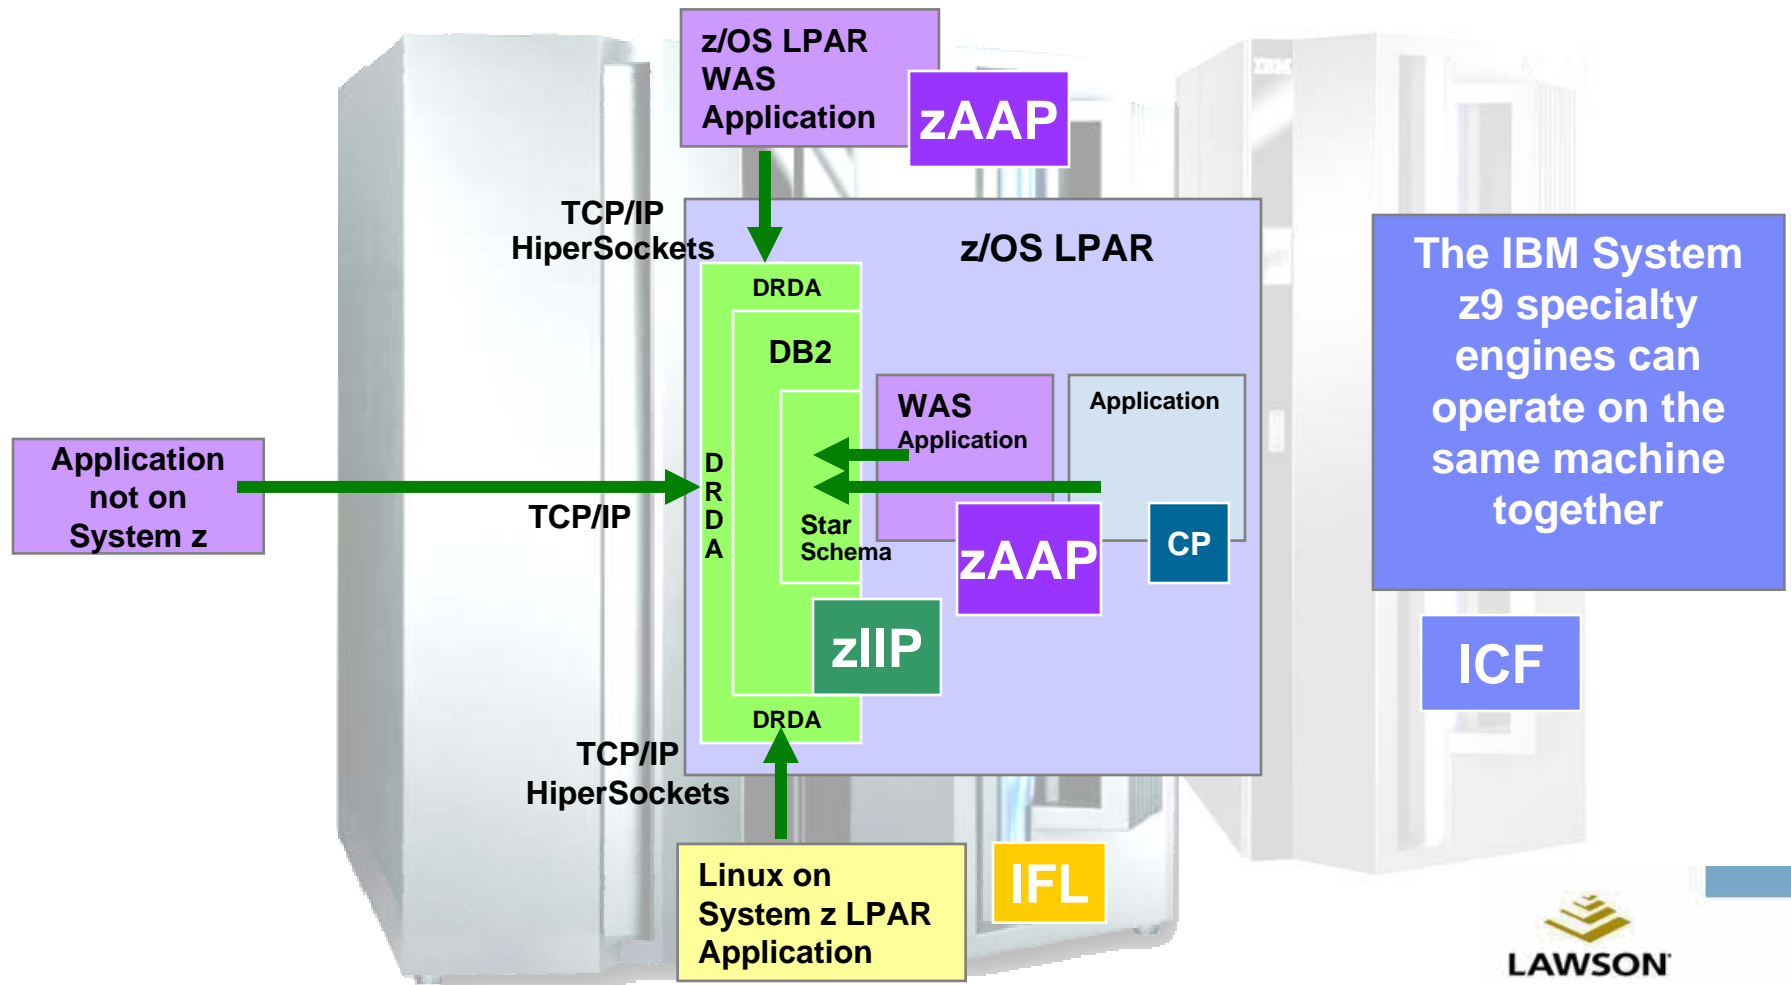 z/OS LPAR
WAS
Application
zAAP
IBM
TCP/IP
HiperSockets
z/OS LPAR
DRDA
DB2
WAS
Application
Application
D
R
D
A
Star
Schema
zAAP
CP
zIIP
DRDA
Application
not on
System z
TCP/IP
TCP/IP
HiperSockets
Linux on
System z LPAR
Application
IFL
The IBM System
z9 specialty
engines can
operate on the
same machine
together
ICF
LAWSON